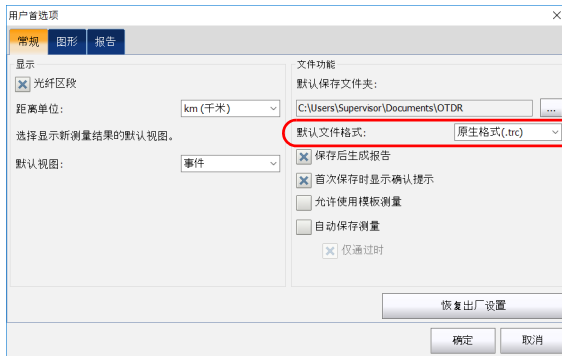 用户首选项
常规 图形 报告
显示
光纤区段
距离单位: km (千米)
选择显示新测量结果的默认视图。
默认视图: 事件
文件功能
默认保存文件夹:
C:\Users\Supervisor\Documents\OTDR ...
默认文件格式: 原生格式(.trc)
保存后生成报告
首次保存时显示确认提示
允许使用模板测量
自动保存测量
仅通过时
恢复出厂设置
确定 取消